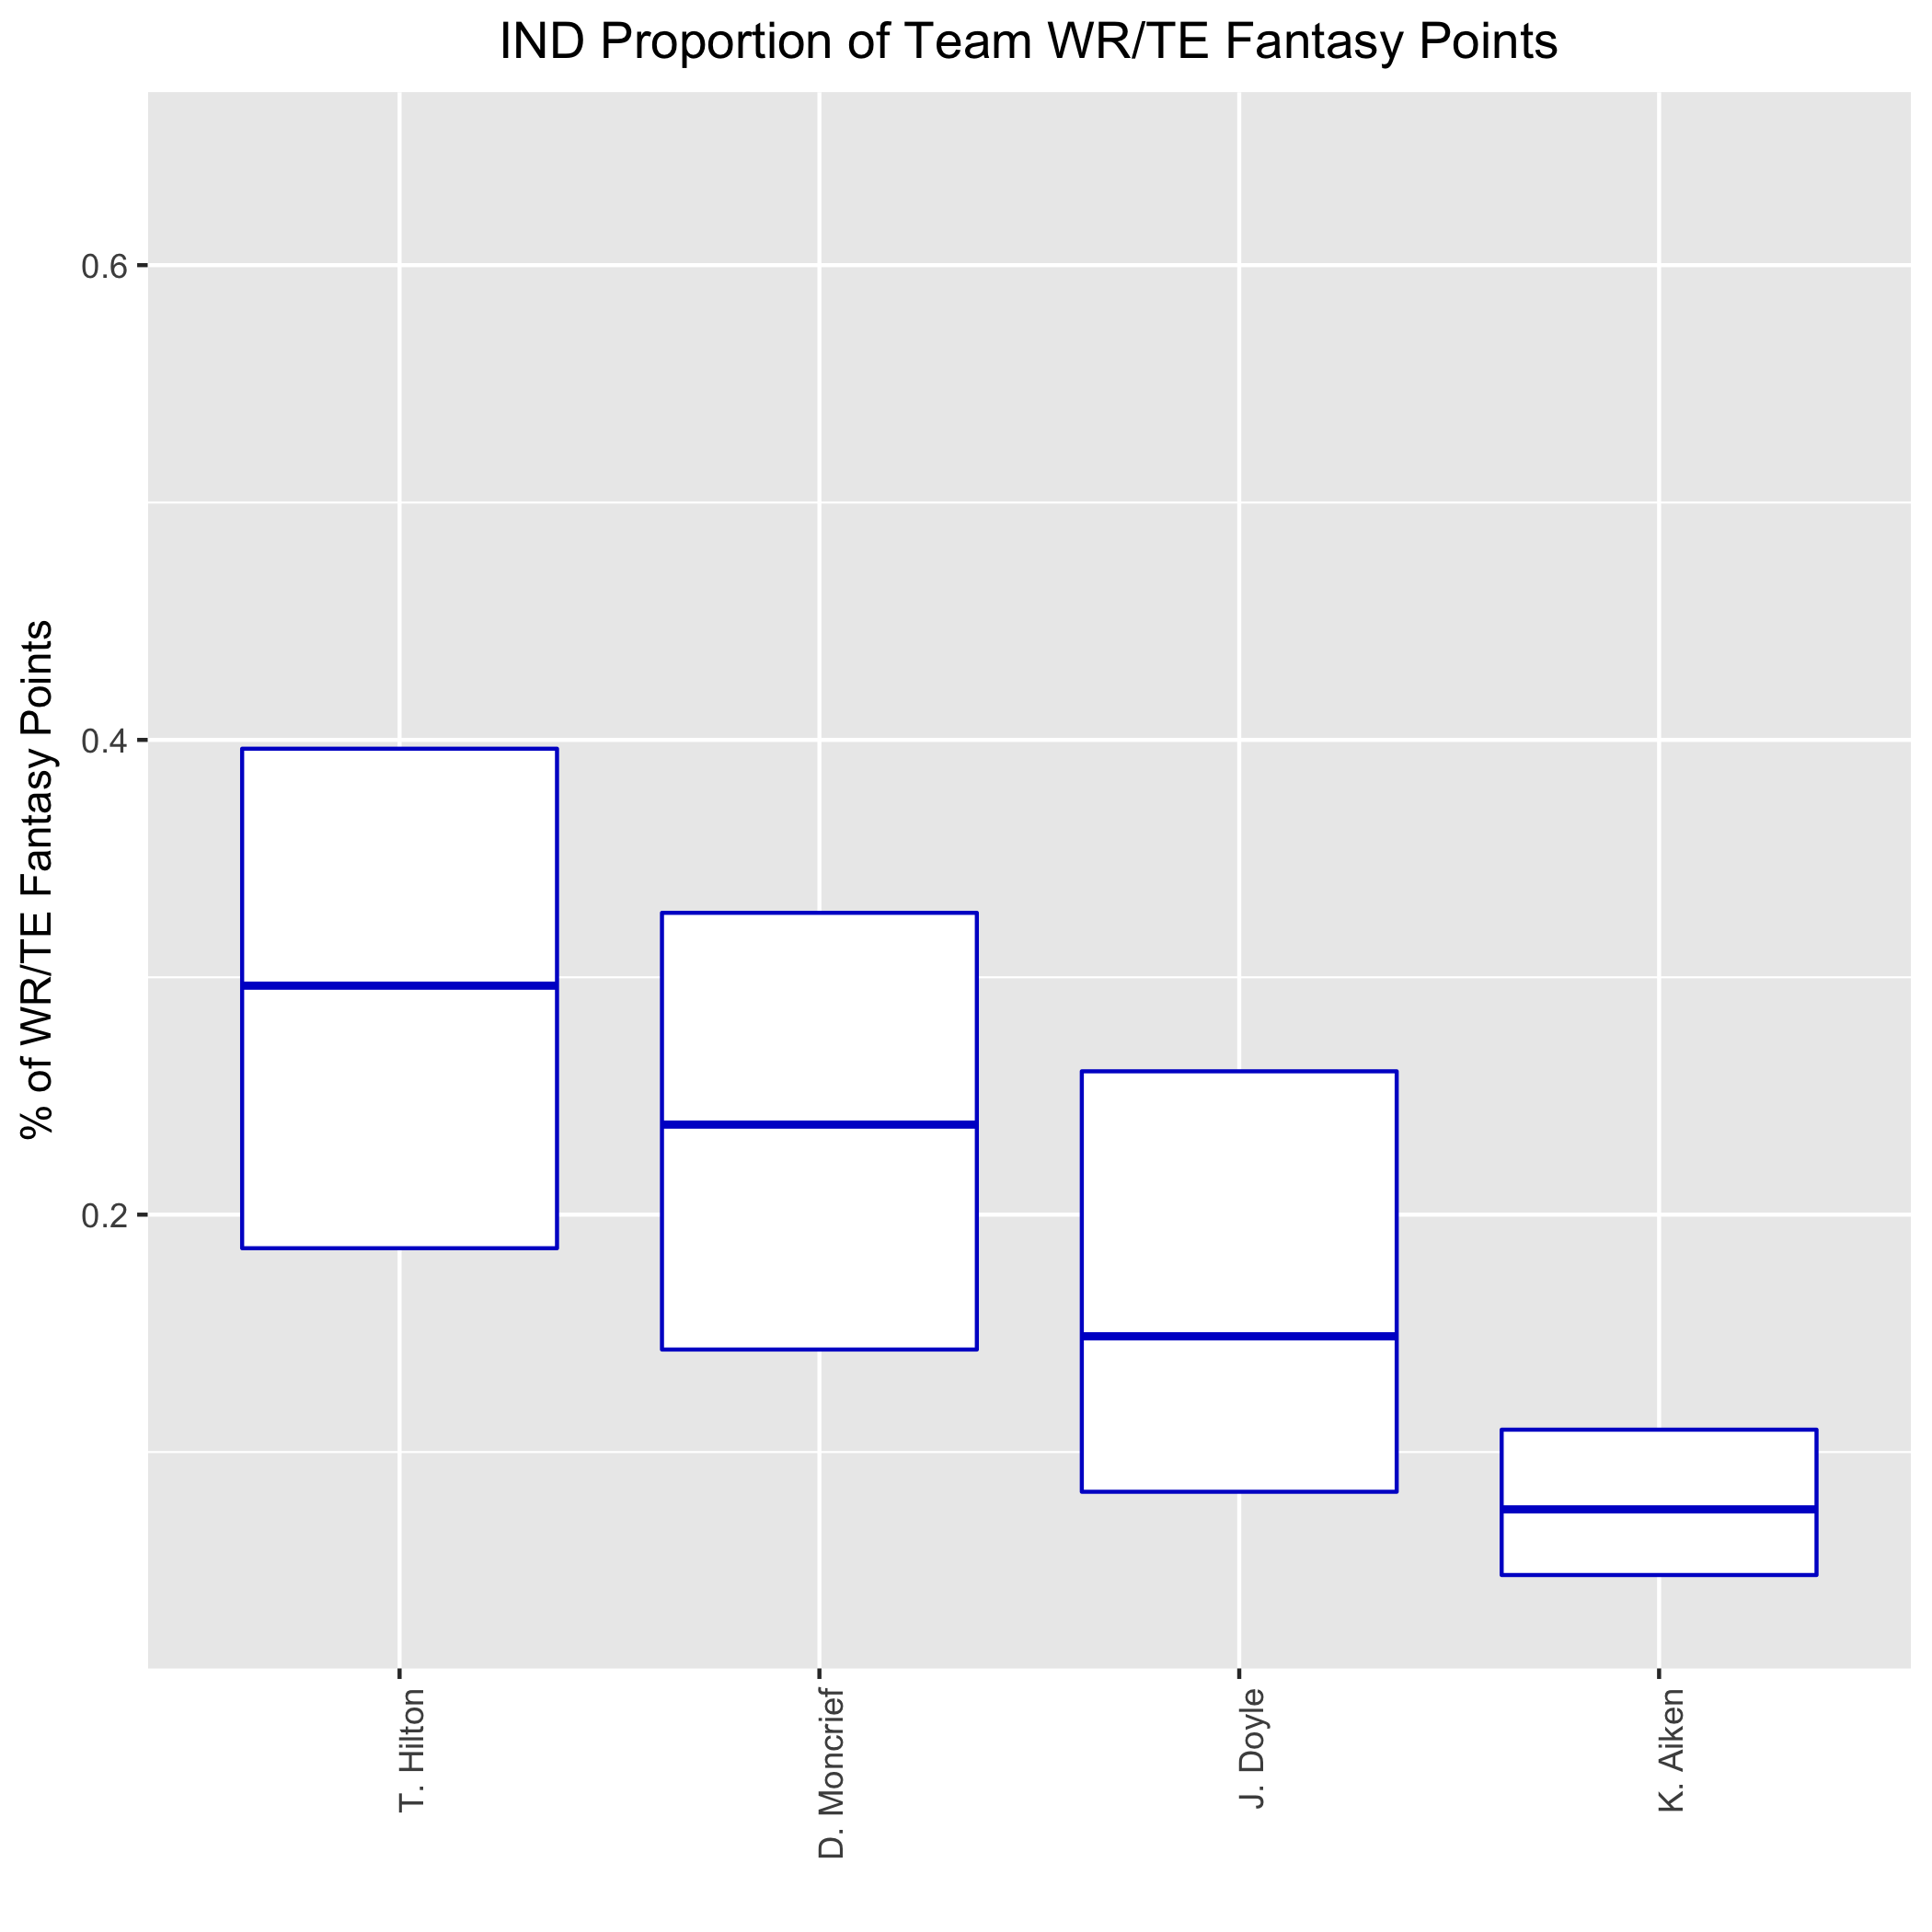 IND Proportion of Team WR/TE Fantasy Points
% of WR/TE Fantasy Points
0.6
0.4
0.2
T. Hilton
D. Moncrief
J. Doyle
K. Aiken